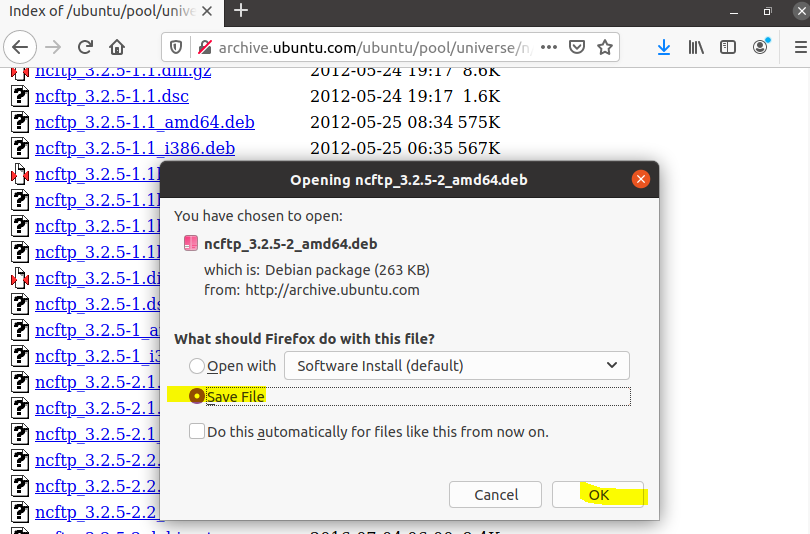 Index of /ubuntu/pool/unive
archive.ubuntu.com/ubuntu/pool/universe/n
ncftp_3.2.5-1.1.diff.gz 2012-05-24 19:17 8.6K
ncftp_3.2.5-1.1.dsc 2012-05-24 19:17 1.6K
ncftp_3.2.5-1.1_amd64.deb 2012-05-25 08:34 575K
ncftp_3.2.5-1.1_i386.deb 2012-05-25 06:35 567K
ncftp_3.2.5-1.1
ncftp_3.2.5-1.1
ncftp_3.2.5-1.1
ncftp_3.2.5-1.1
ncftp_3.2.5-1.di
ncftp_3.2.5-1.ds
ncftp_3.2.5-1_a
ncftp_3.2.5-1_i3
ncftp_3.2.5-2.1.
ncftp_3.2.5-2.1.
ncftp_3.2.5-2.1_
ncftp_3.2.5-2.1_
ncftp_3.2.5-2.2.
ncftp_3.2.5-2.2.
ncftp_3.2.5-2.2_
Opening ncftp_3.2.5-2_amd64.deb
You have chosen to open:
ncftp_3.2.5-2_amd64.deb
which is: Debian package (263 KB)
from: http://archive.ubuntu.com
What should Firefox do with this file?
Open with Software Install (default)
Save File
Do this automatically for files like this from now on.
Cancel OK